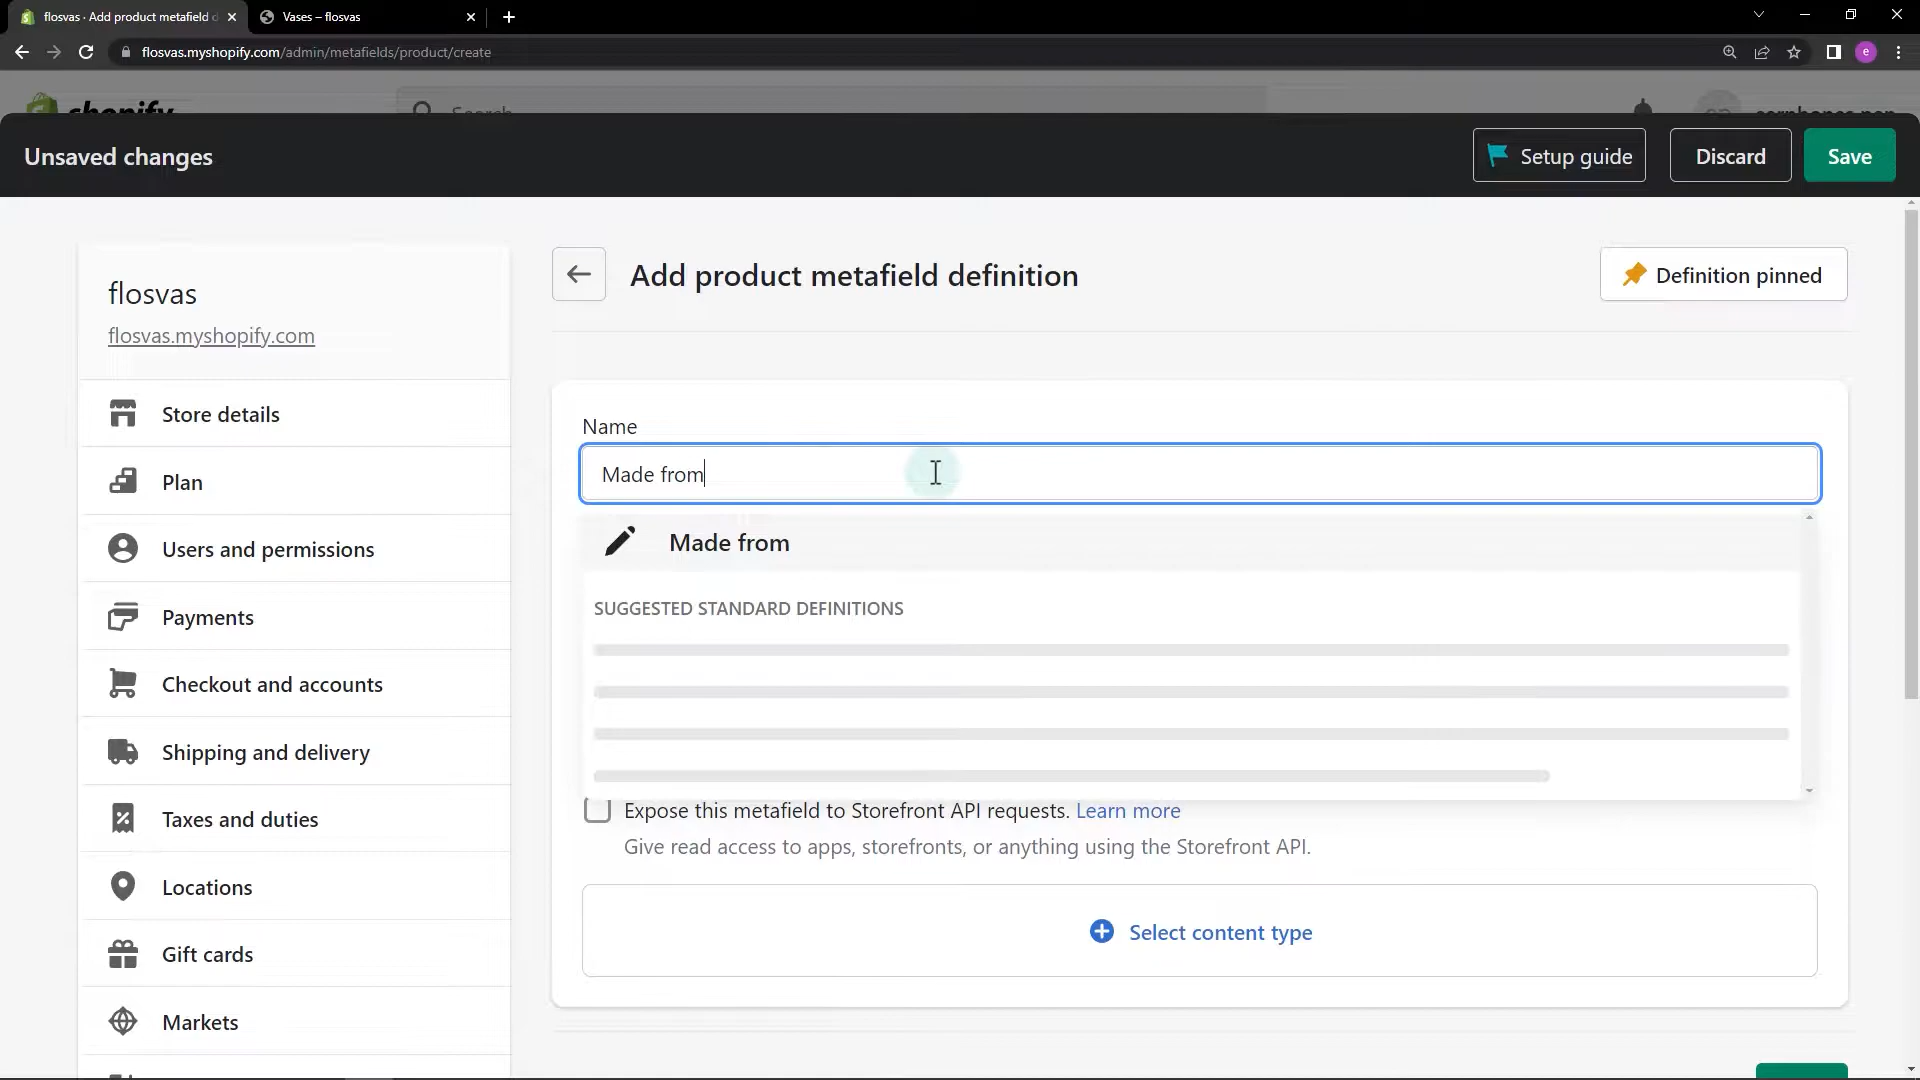 flosvas · Add product metafield d
Vases – flosvas
flosvas.myshopify.com/admin/metafields/product/create
shopify
Search
Unsaved changes
Setup guide
Discard
Save
flosvas
flosvas.myshopify.com
Store details
Plan
Users and permissions
Payments
Checkout and accounts
Shipping and delivery
Taxes and duties
Locations
Gift cards
Markets
Add product metafield definition
Definition pinned
Name
Made from
Made from
SUGGESTED STANDARD DEFINITIONS
Expose this metafield to Storefront API requests. Learn more
Give read access to apps, storefronts, or anything using the Storefront API.
Select content type